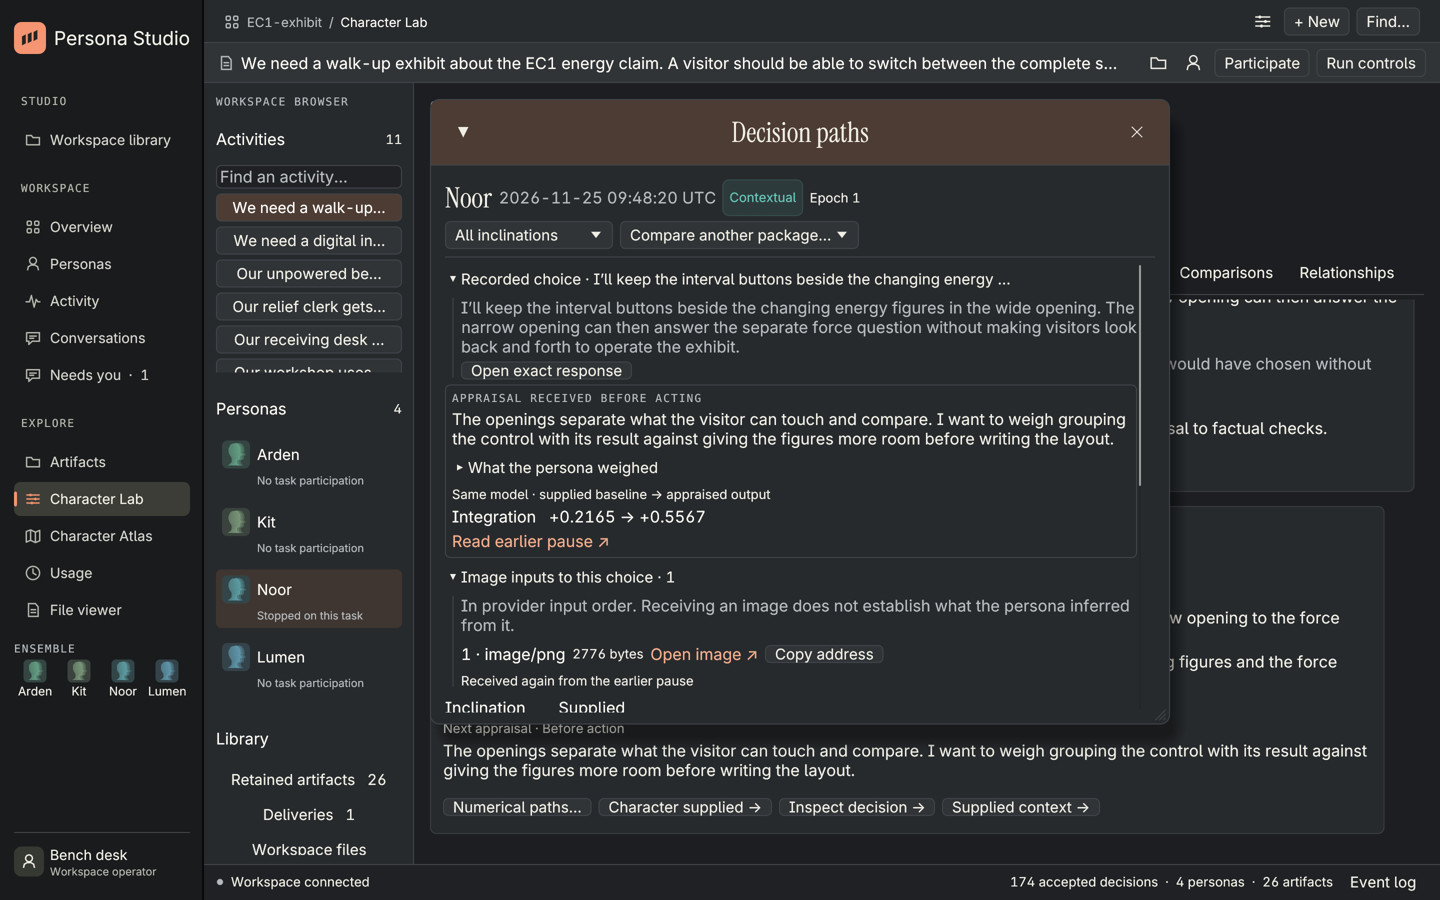 Persona Studio
STUDIO
Workspace library
WORKSPACE
Overview
Personas
Activity
Conversations
Needs you · 1
EXPLORE
Artifacts
Character Lab
Character Atlas
Usage
File viewer
ENSEMBLE
Arden Kit Noor Lumen
Bench desk
Workspace operator
EC1-exhibit / Character Lab
+ New
Find...
We need a walk-up exhibit about the EC1 energy claim. A visitor should be able to switch between the complete s...
Participate
Run controls
WORKSPACE BROWSER
Activities 11
Find an activity...
We need a walk-up...
We need a digital in...
Our unpowered be...
Our relief clerk gets...
Our receiving desk ...
Our workshop uses
Personas 4
Arden
No task participation
Kit
No task participation
Noor
Stopped on this task
Lumen
No task participation
Library
Retained artifacts 26
Deliveries 1
Workspace files
▼ Decision paths ×
Noor 2026-11-25 09:48:20 UTC Contextual Epoch 1
All inclinations ▼
Compare another package... ▼
▾ Recorded choice · I’ll keep the interval buttons beside the changing energy ...
I’ll keep the interval buttons beside the changing energy figures in the wide opening. The
narrow opening can then answer the separate force question without making visitors look
back and forth to operate the exhibit.
Open exact response
APPRAISAL RECEIVED BEFORE ACTING
The openings separate what the visitor can touch and compare. I want to weigh grouping
the control with its result against giving the figures more room before writing the layout.
▸ What the persona weighed
Same model · supplied baseline → appraised output
Integration +0.2165 → +0.5567
Read earlier pause ↗
▾ Image inputs to this choice · 1
In provider input order. Receiving an image does not establish what the persona inferred
from it.
1 · image/png 2776 bytes Open image ↗ Copy address
Received again from the earlier pause
Inclination Supplied
Comparisons Relationships
opening can then answer the
would have chosen without
sal to factual checks.
w opening to the force
g figures and the force
Next appraisal · Before action
The openings separate what the visitor can touch and compare. I want to weigh grouping the control with its result against
giving the figures more room before writing the layout.
Numerical paths... Character supplied → Inspect decision → Supplied context →
Workspace connected
174 accepted decisions · 4 personas · 26 artifacts Event log